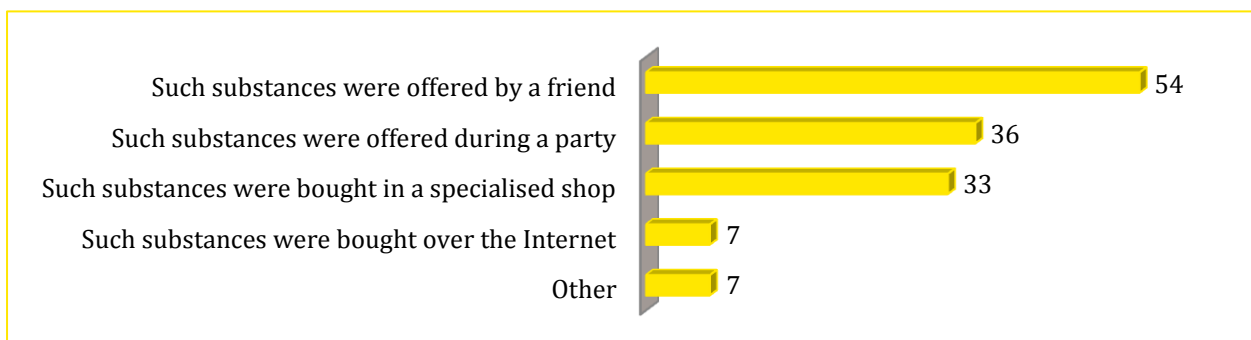 Such substances were offered by a friend 54
Such substances were offered during a party 36
Such substances were bought in a specialised shop 33
Such substances were bought over the Internet 7
Other 7